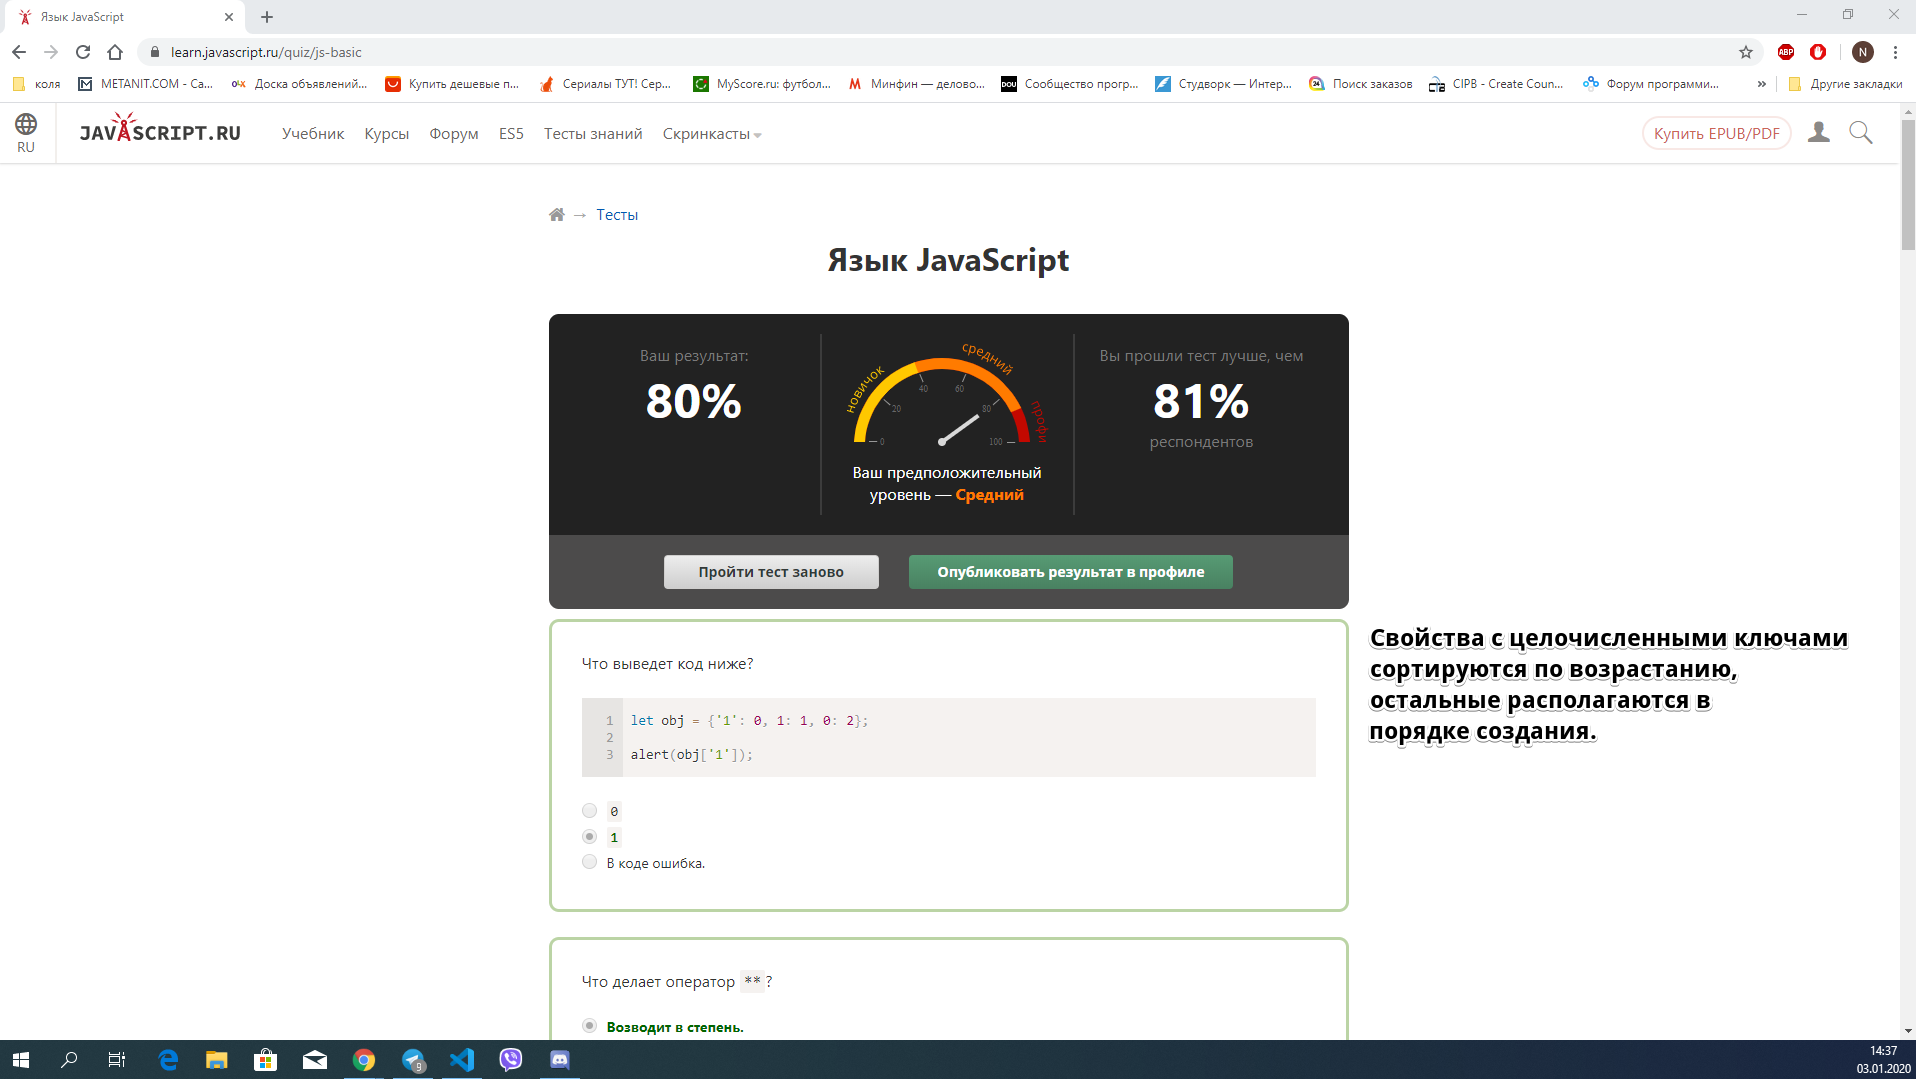 Язык JavaScript
learn.javascript.ru/quiz/js-basic
ABP
N
коля
METANIT.COM - Са...
Доска объявлений...
Купить дешевые п...
Сериалы ТУТ! Сер...
MyScore.ru: футбол...
Минфин — делово...
DOU
Сообщество прогр...
Студворк — Интер...
Поиск заказов
CIPB - Create Coun...
Форум программи...
»
Другие закладки
RU
JAVASCRIPT.RU
Учебник
Курсы
Форум
ES5
Тесты знаний
Скринкасты
Купить EPUB/PDF
→ Тесты
Язык JavaScript
Ваш результат:
80%
новичок
средний
профи
0
20
40
60
80
100
Ваш предположительный
уровень — Средний
Вы прошли тест лучше, чем
81%
респондентов
Пройти тест заново
Опубликовать результат в профиле
Что выведет код ниже?
1 let obj = {'1': 0, 1: 1, 0: 2};
2
3 alert(obj['1']);
0
1
В коде ошибка.
Свойства с целочисленными ключами
сортируются по возрастанию,
остальные располагаются в
порядке создания.
Что делает оператор ** ?
Возводит в степень.
9
14:37
03.01.2020